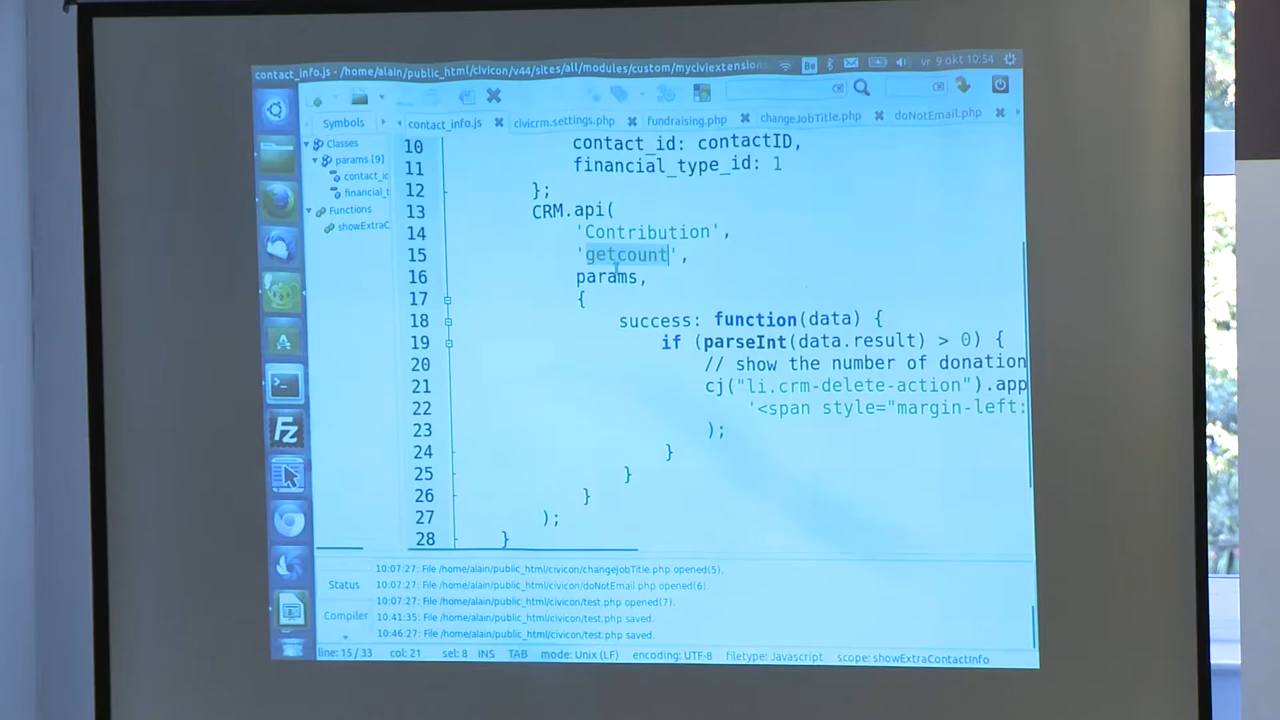 contact_info.js - /home/alain/public_html/civicon/v44/sites/all/modules/custom/myciviextension
Be
vr 9 okt 10:54
Symbols
contact_info.js
civicrm.settings.php
fundraising.php
changeJobTitle.php
doNotEmail.php
Classes
params [9]
contact_ic
financial_t
Functions
showExtraC
10 contact_id: contactID,
11 financial_type_id: 1
12 };
13 CRM.api(
14 'Contribution',
15 'getcount',
16 params,
17 {
18 success: function(data) {
19 if (parseInt(data.result) > 0) {
20 // show the number of donation
21 cj("li.crm-delete-action").app
22 '<span style="margin-left:
23 );
24 }
25 }
26 }
27 );
28 }
Fz
A
>_
Status
Compiler
10:07:27: File /home/alain/public_html/civicon/changeJobTitle.php opened(5).
10:07:27: File /home/alain/public_html/civicon/doNotEmail.php opened(6).
10:07:27: File /home/alain/public_html/civicon/test.php opened(7).
10:41:35: File /home/alain/public_html/civicon/test.php saved.
10:46:27: File /home/alain/public_html/civicon/test.php saved.
line: 15 / 33 col: 21 sel: 8 INS TAB mode: Unix (LF) encoding: UTF-8 filetype: Javascript scope: showExtraContactInfo